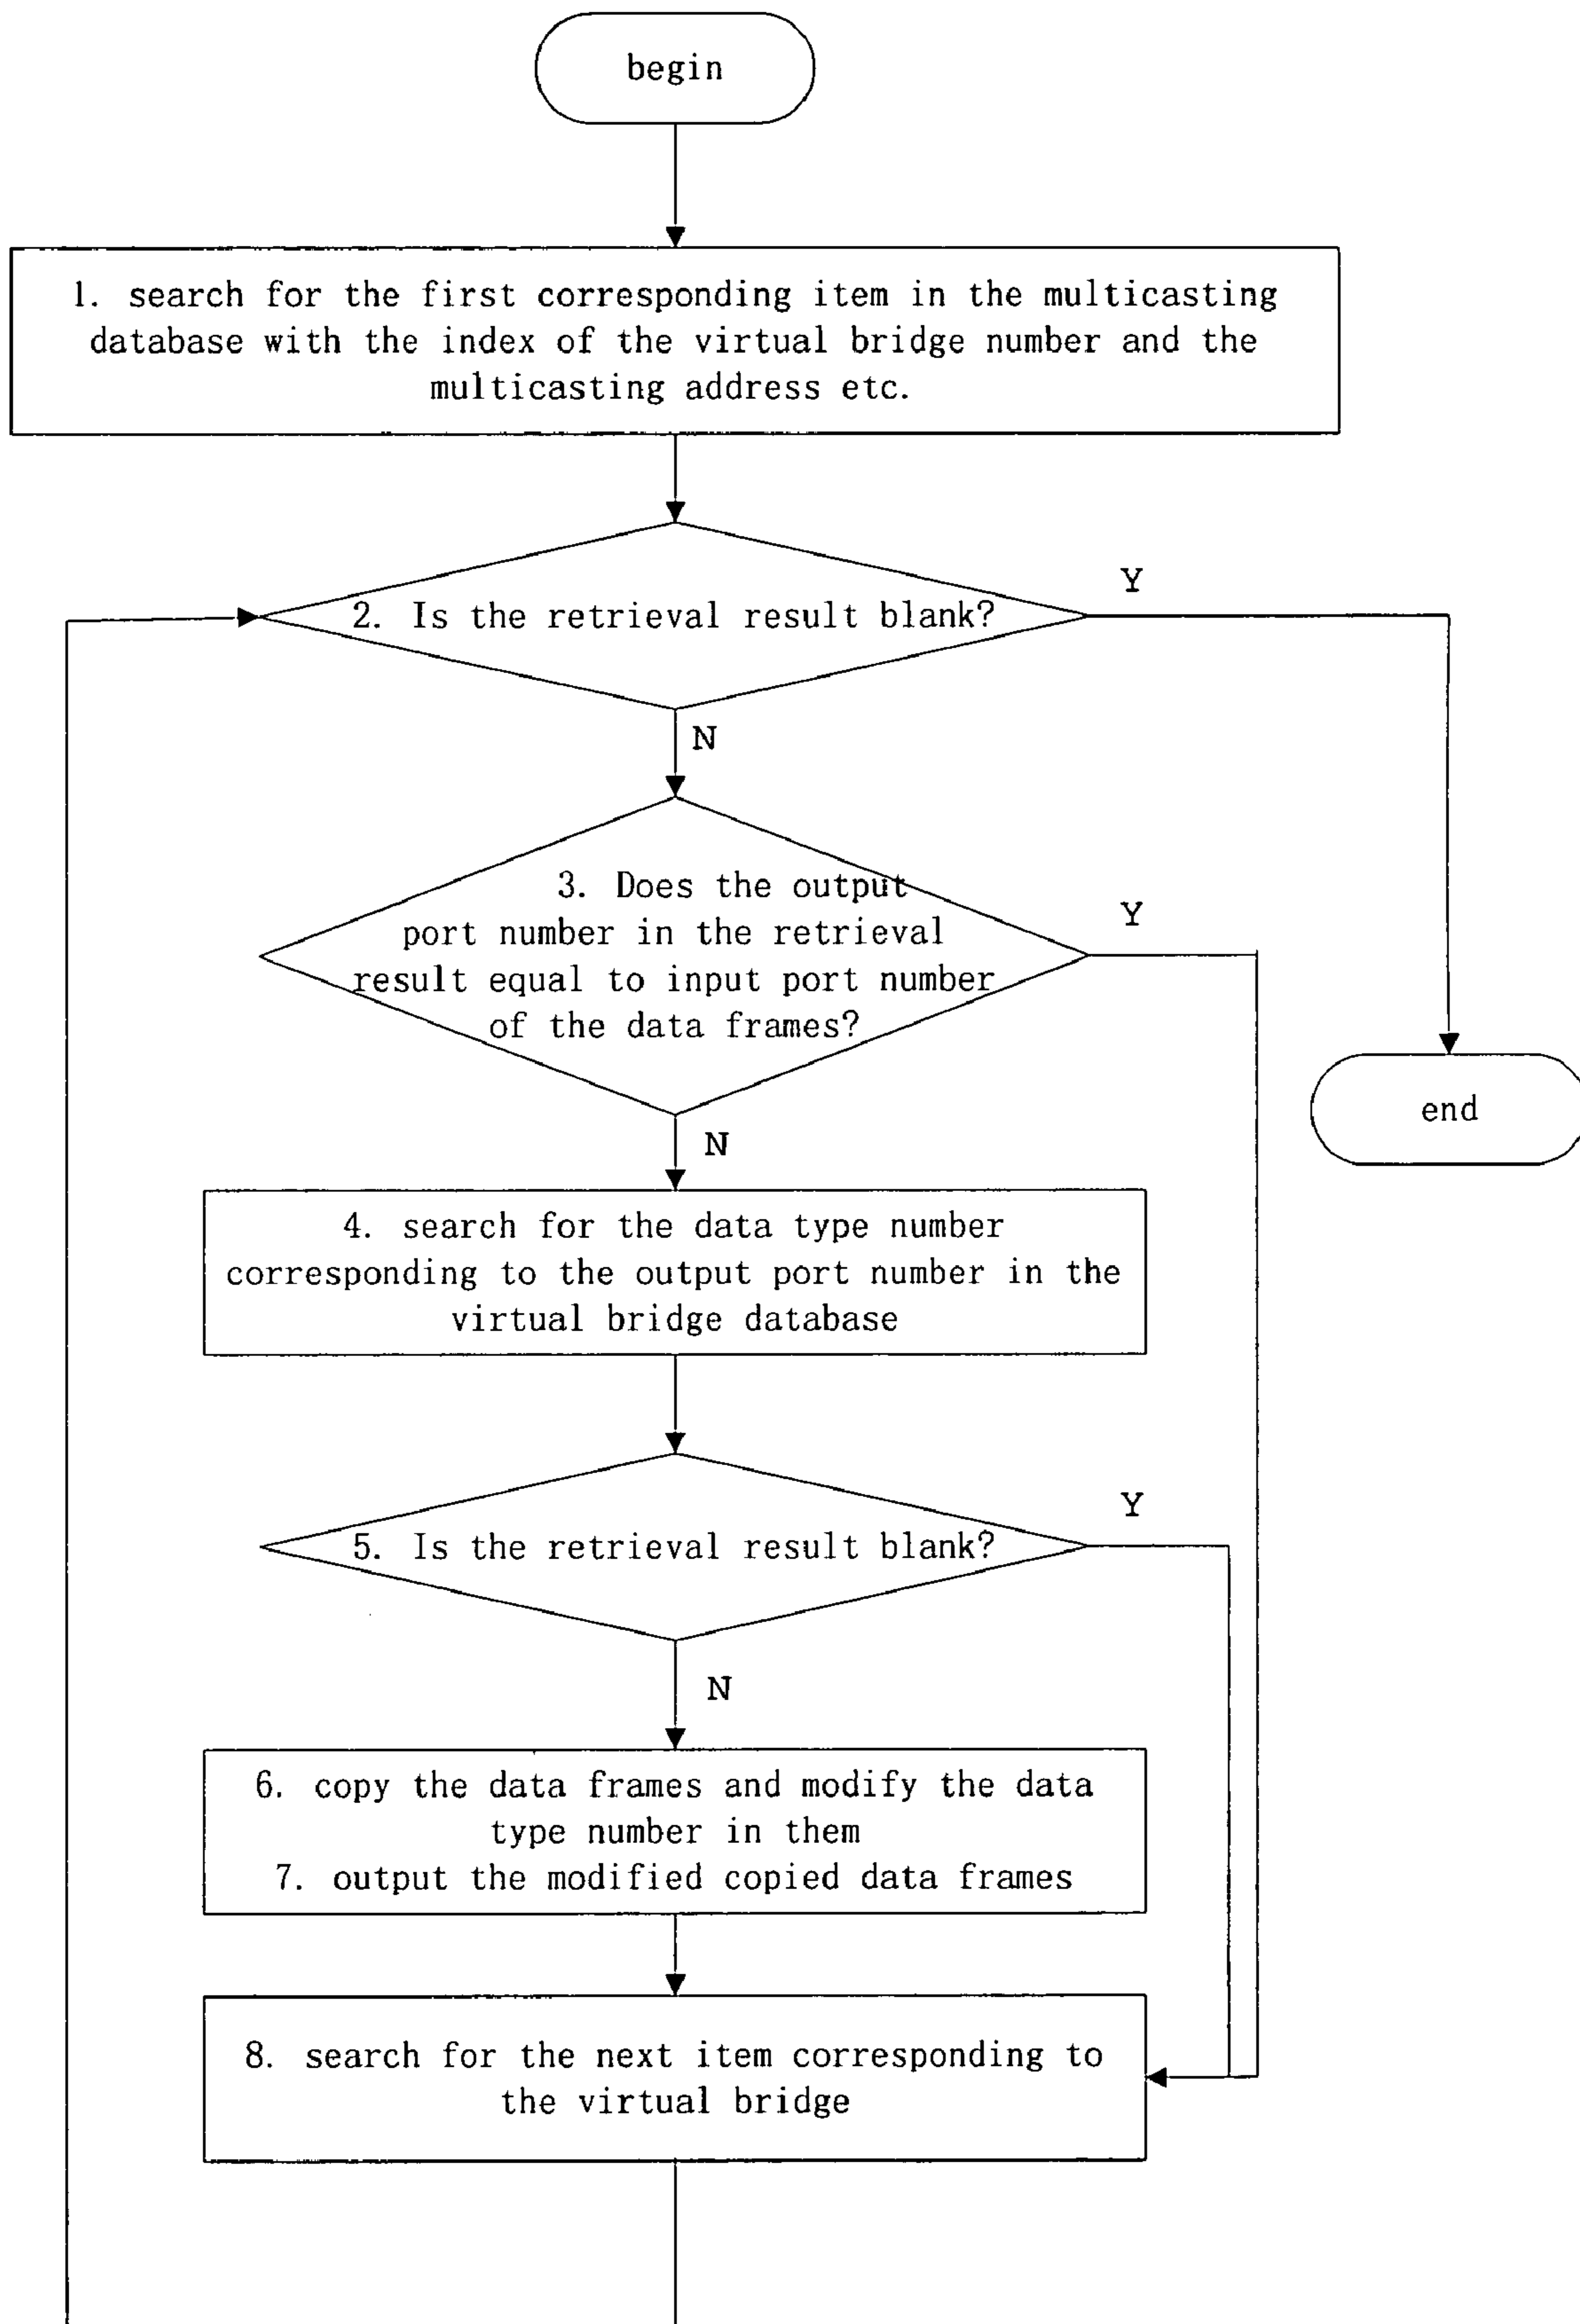 begin
1. search for the first corresponding item in the multicasting
database with the index of the virtual bridge number and the
multicasting address etc.
Y
2. Is the retrieval result blank?
N
3. Does the output
port number in the retrieval
result equal to input port number
of the data frames?
Y
end
N
4. search for the data type number
corresponding to the output port number in the
virtual bridge database
Y
5. Is the retrieval result blank?
N
6. copy the data frames and modify the data
type number in them
7. output the modified copied data frames
8. search for the next item corresponding to
the virtual bridge